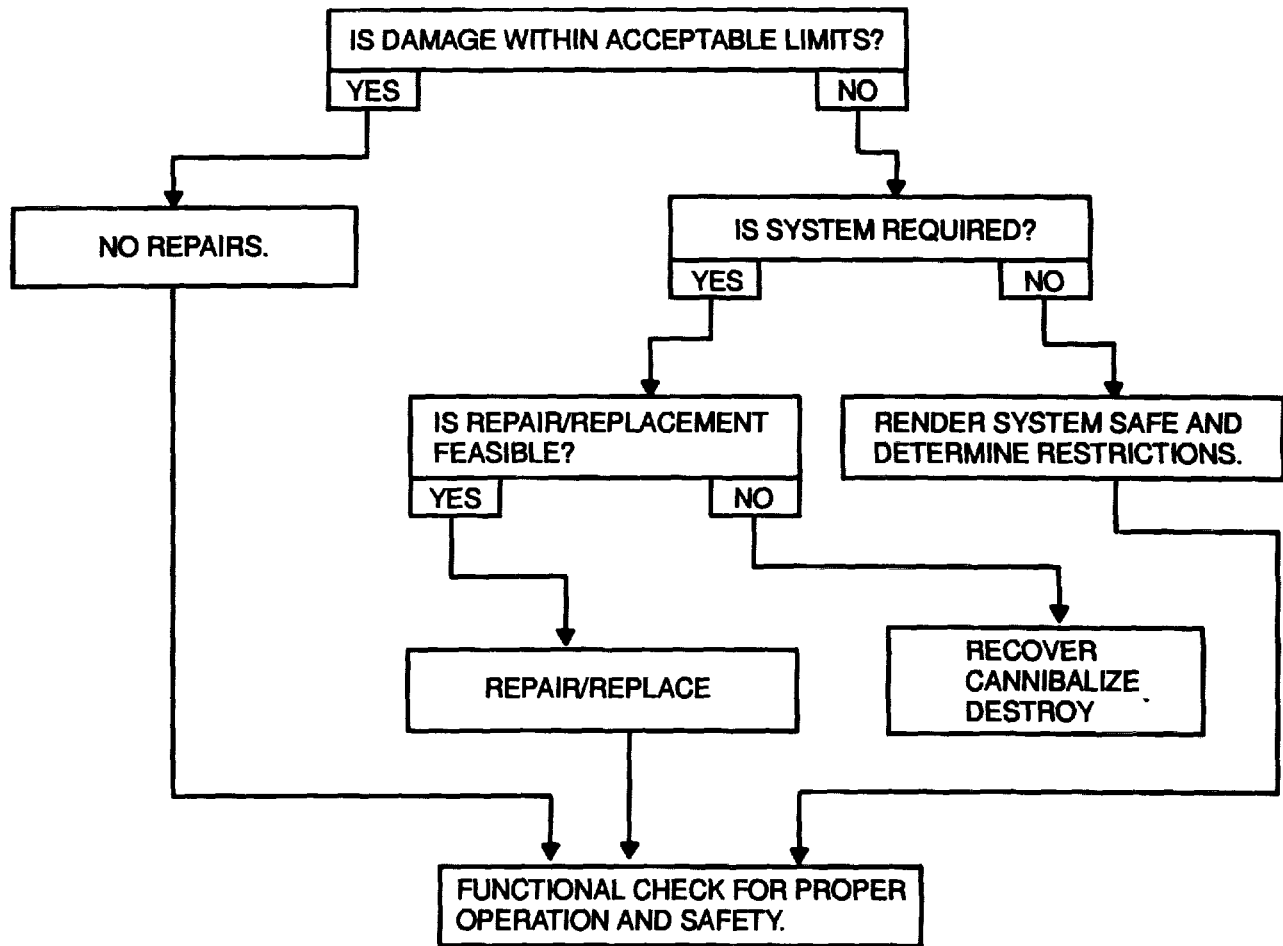 IS DAMAGE WITHIN ACCEPTABLE LIMITS?
YES
NO
NO REPAIRS.
IS SYSTEM REQUIRED?
YES
NO
IS REPAIR/REPLACEMENT
FEASIBLE?
YES
NO
RENDER SYSTEM SAFE AND
DETERMINE RESTRICTIONS.
REPAIR/REPLACE
RECOVER
CANNIBALIZE
DESTROY
FUNCTIONAL CHECK FOR PROPER
OPERATION AND SAFETY.